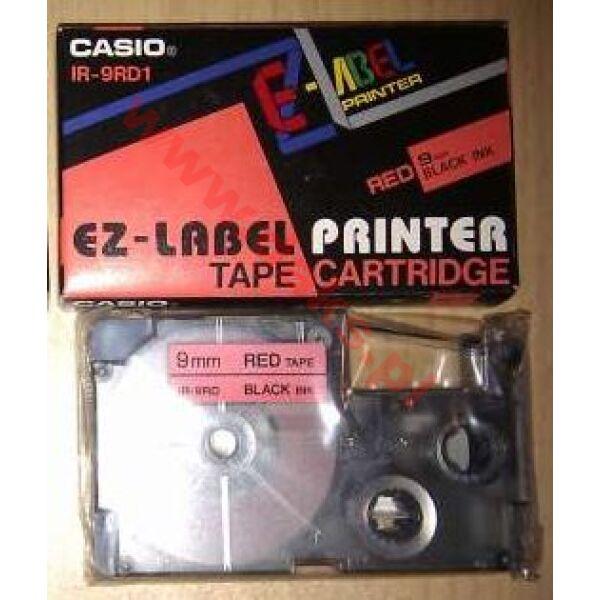 CASIO®
IR-9RD1
EZ-LABEL
PRINTER
RED 9mm
BLACK INK
EZ-LABEL PRINTER
TAPE CARTRIDGE
CASIO
9mm RED TAPE
IR-9RD BLACK INK